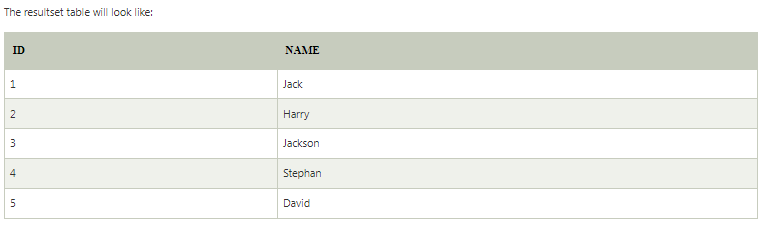 The resultset table will look like:
ID NAME
1 Jack
2 Harry
3 Jackson
4 Stephan
5 David